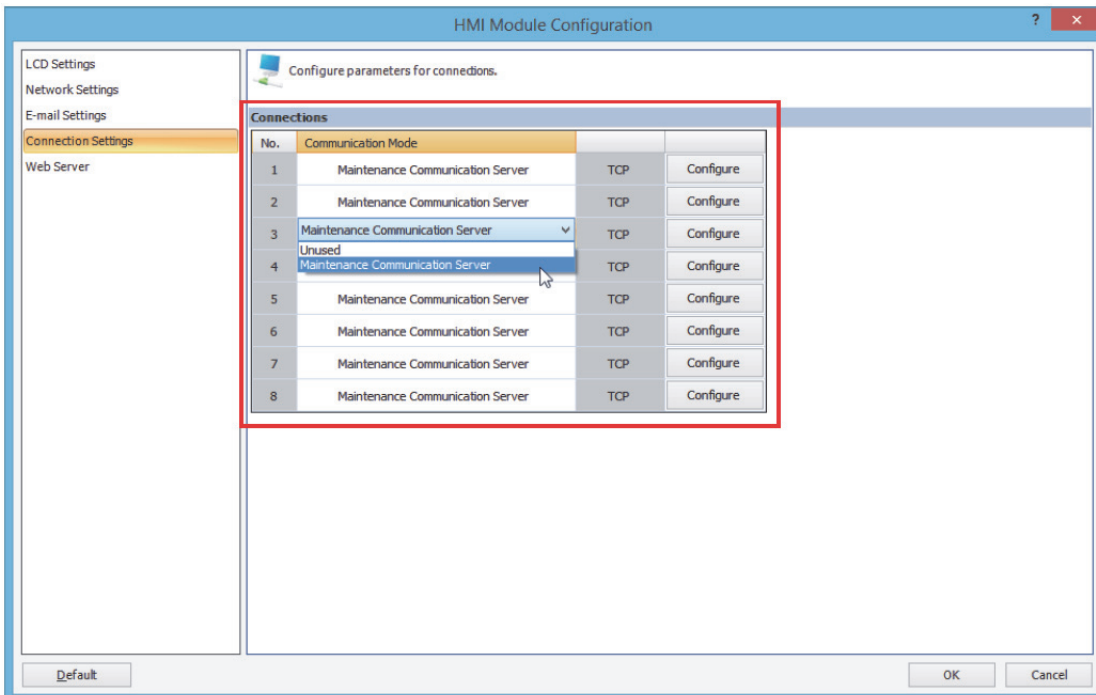 HMI Module Configuration
?
LCD Settings
Network Settings
E-mail Settings
Connection Settings
Web Server
Configure parameters for connections.
Connections
No. Communication Mode
1 Maintenance Communication Server TCP Configure
2 Maintenance Communication Server TCP Configure
3 Maintenance Communication Server TCP Configure
Unused
4 Maintenance Communication Server TCP Configure
5 Maintenance Communication Server TCP Configure
6 Maintenance Communication Server TCP Configure
7 Maintenance Communication Server TCP Configure
8 Maintenance Communication Server TCP Configure
Default OK Cancel